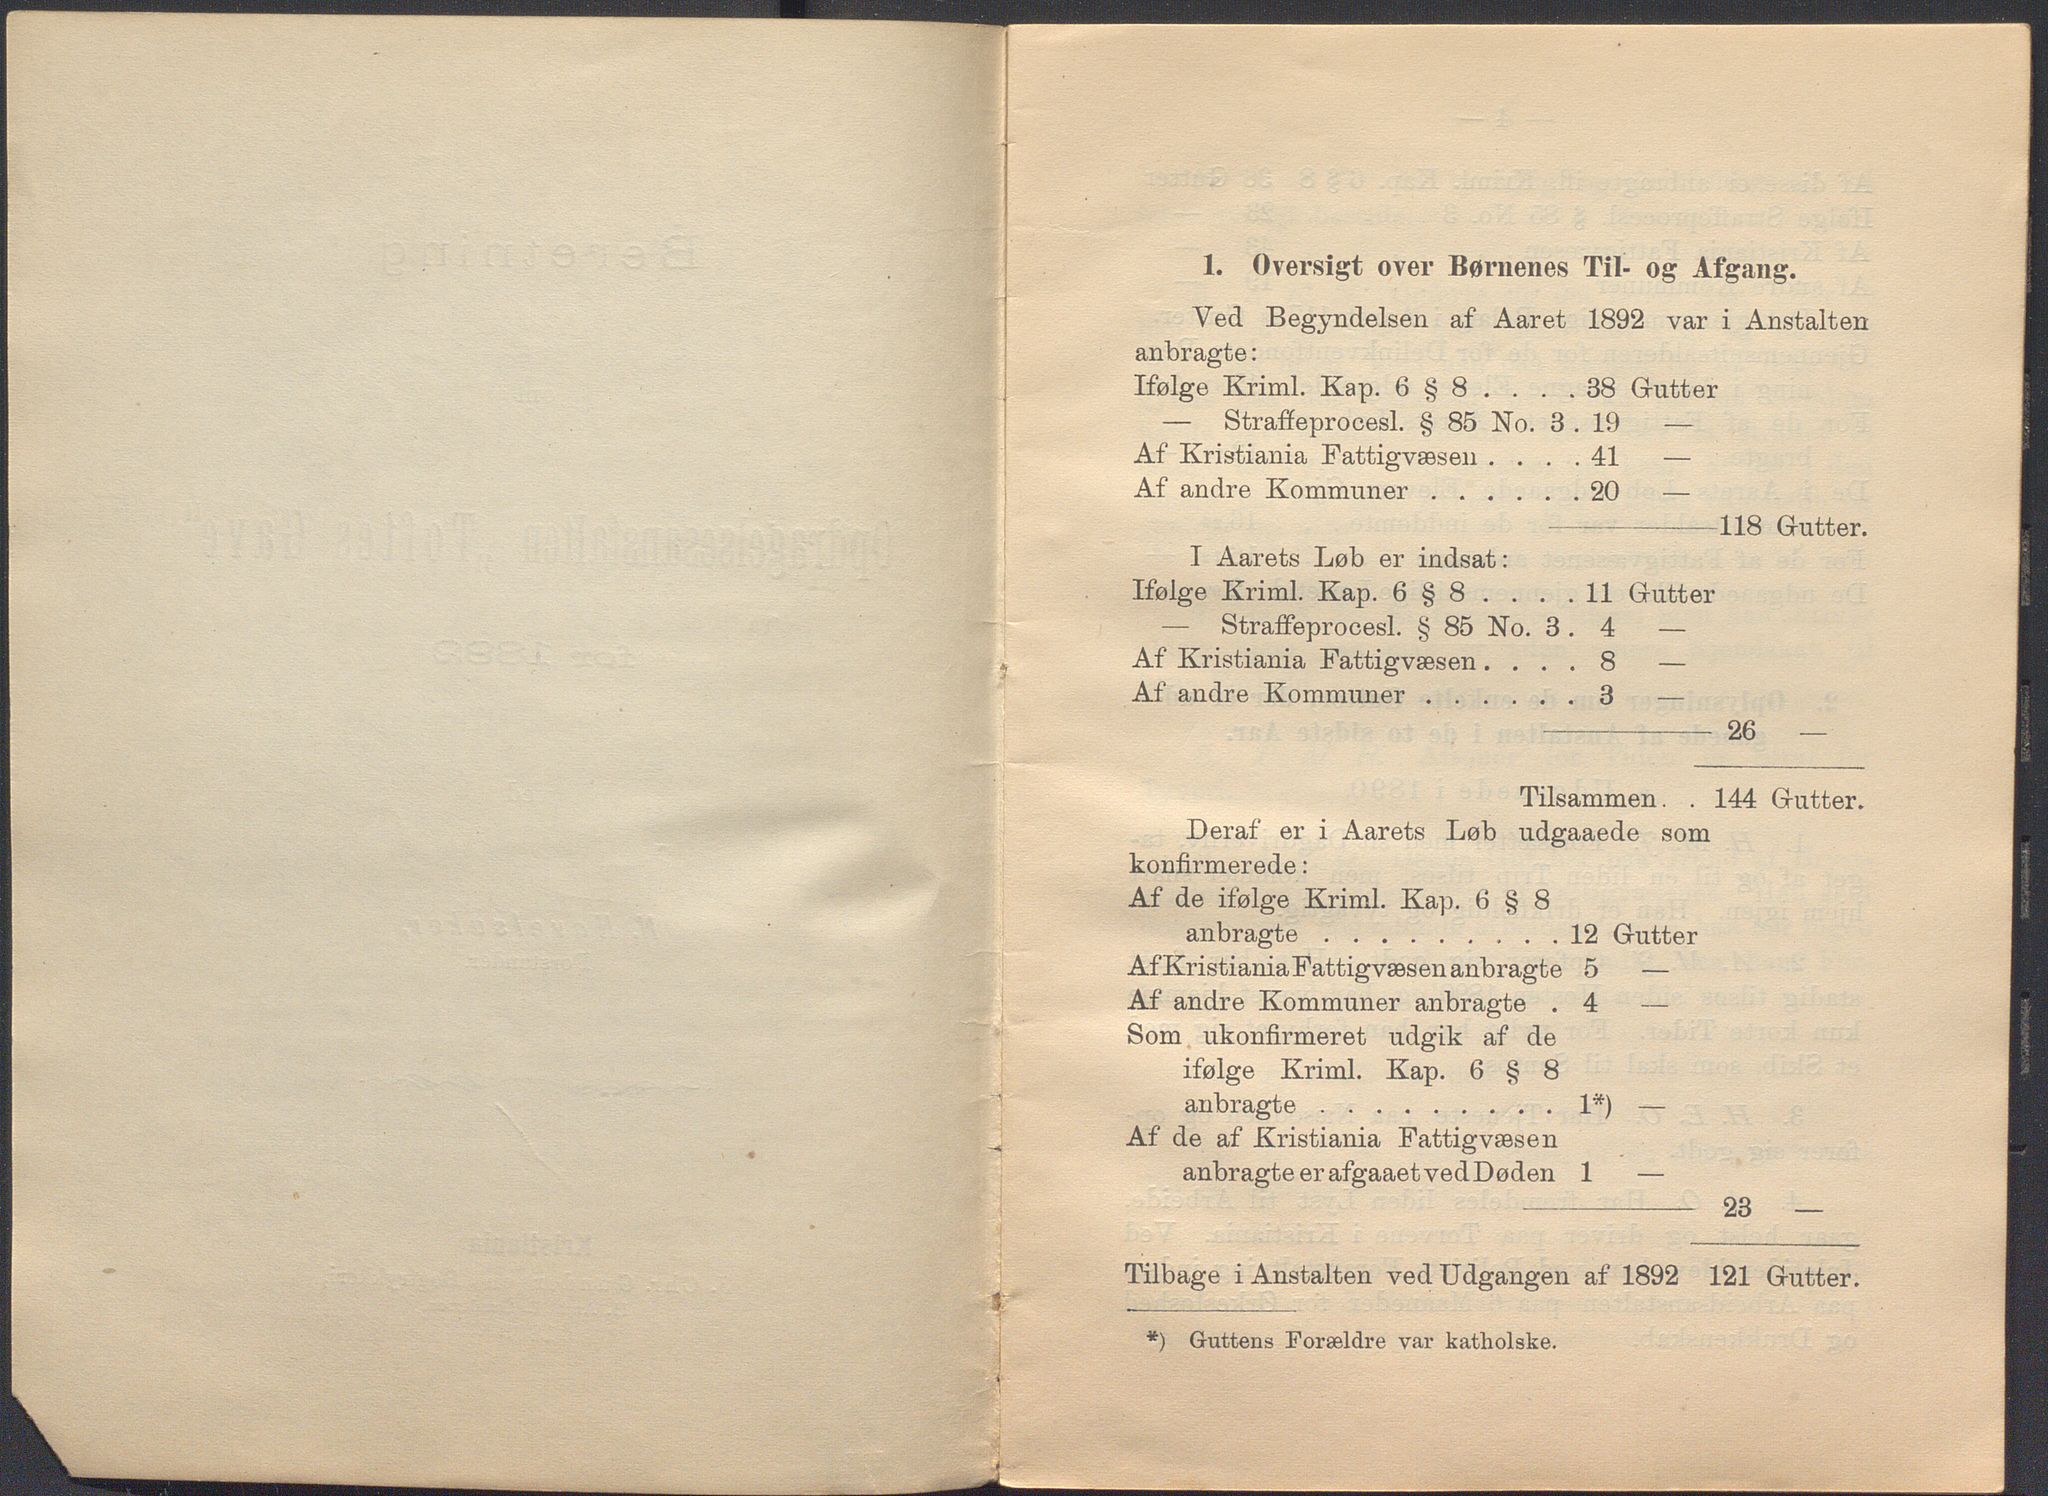 1. Oversigt over Børnenes Til- og Afgang.
Ved Begyndelsen af Aaret 1892 var i Anstalten
anbragte:
Ifølge Kriml. Kap. 6 § 8 . . . . 38 Gutter
— Straffeprocesl. § 85 No. 3 . 19 —
Af Kristiania Fattigvæsen . . . . 41 —
Af andre Kommuner . . . . . . 20 —
118 Gutter.
I Aarets Løb er indsat:
Ifølge Kriml. Kap. 6 § 8 . . . . 11 Gutter
— Straffeprocesl. § 85 No. 3 . 4 —
Af Kristiania Fattigvæsen . . . . 8 —
Af andre Kommuner . . . . . . 3 —
26 —
Tilsammen . . 144 Gutter.
Deraf er i Aarets Løb udgaaede som
konfirmerede:
Af de ifølge Kriml. Kap. 6 § 8
anbragte . . . . . . . . . 12 Gutter
Af Kristiania Fattigvæsen anbragte 5 —
Af andre Kommuner anbragte . 4 —
Som ukonfirmeret udgik af de
ifølge Kriml. Kap. 6 § 8
anbragte . . . . . . . . . 1*) —
Af de af Kristiania Fattigvæsen
anbragte er afgaaet ved Døden 1 —
23 —
Tilbage i Anstalten ved Udgangen af 1892 121 Gutter.
*) Guttens Forældre var katholske.